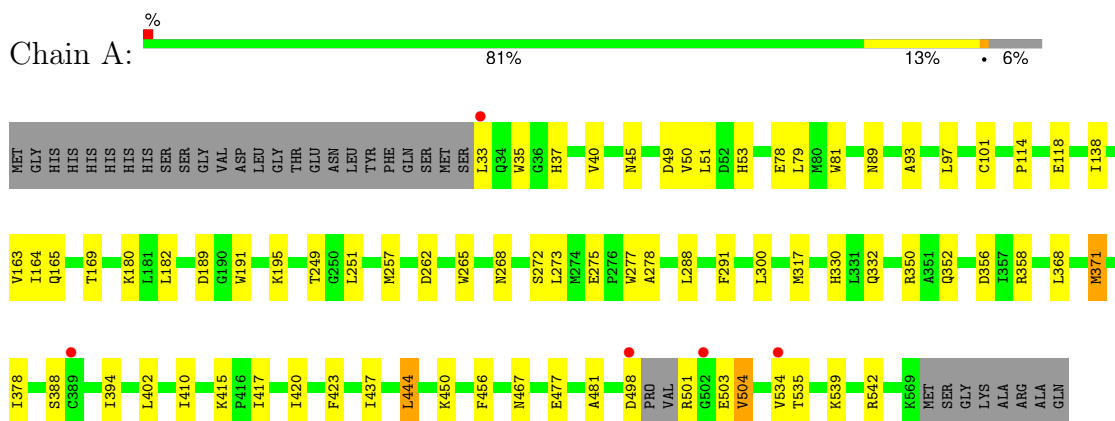 %
Chain A:
81% 13% • 6%
MET GLY HIS HIS HIS HIS HIS HIS SER SER GLY VAL ASP LEU GLY THR GLU ASN LEU TYR PHE GLN SER MET SER L33 Q34 W35 G36 H37 V40 N45 D49 V50 L51 D52 H53 E78 L79 M80 W81 N89 A93 L97 C101 P114 E118 I138
V163 I164 Q165 T169 K180 L181 L182 D189 G190 W191 K195 T249 G250 L251 M257 D262 W265 N268 S272 L273 M274 E275 P276 W277 A278 L288 F291 L300 M317 H330 L331 Q332 R350 A351 Q352 D356 I357 R358 L368 M371
I378 S388 C389 I394 L402 I410 K415 P416 I417 I420 F423 I437 L444 K450 F456 N467 E477 A481 D498 PRO VAL R501 G502 E503 V504 V534 T535 K539 R542 K569 MET SER GLY LYS ALA ARG ALA GLN